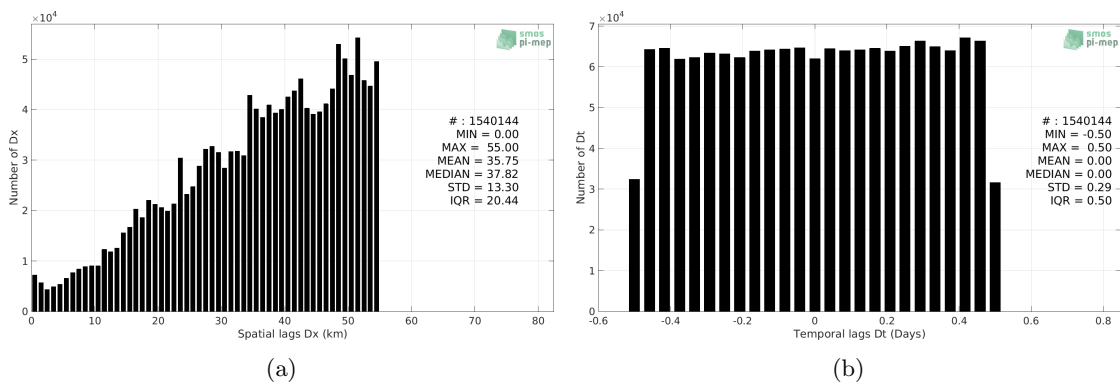 ×10⁴
smos
pi-mep
5
4
3
2
1
0
Number of Dx
# : 1540144
MIN = 0.00
MAX = 55.00
MEAN = 35.75
MEDIAN = 37.82
STD = 13.30
IQR = 20.44
0 10 20 30 40 50 60 70 80
Spatial lags Dx (km)
(a)
×10⁴
smos
pi-mep
7
6
5
4
3
2
1
0
Number of Dt
# : 1540144
MIN = -0.50
MAX = 0.50
MEAN = 0.00
MEDIAN = 0.00
STD = 0.29
IQR = 0.50
-0.6 -0.4 -0.2 0 0.2 0.4 0.6 0.8
Temporal lags Dt (Days)
(b)